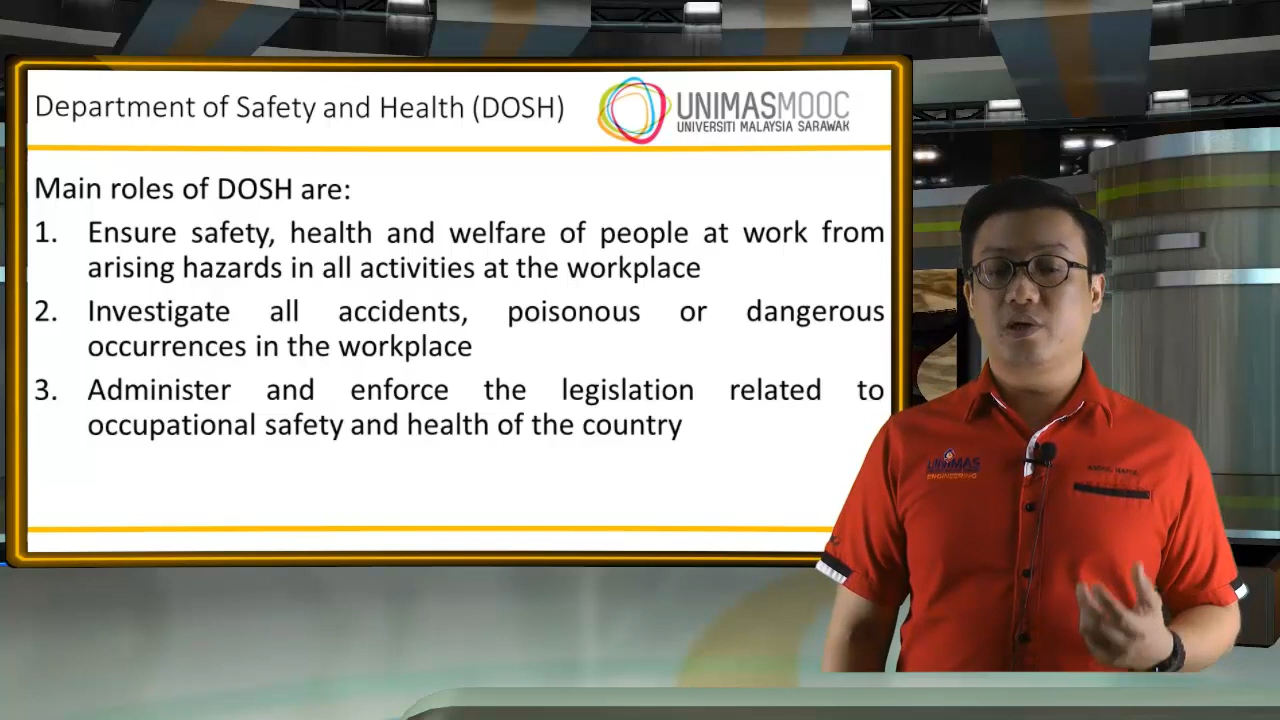 Department of Safety and Health (DOSH)
UNIMASMOOC
UNIVERSITI MALAYSIA SARAWAK
Main roles of DOSH are:
1. Ensure safety, health and welfare of people at work from
arising hazards in all activities at the workplace
2. Investigate all accidents, poisonous or dangerous
occurrences in the workplace
3. Administer and enforce the legislation related to
occupational safety and health of the country
UNIMAS
ENGINEERING